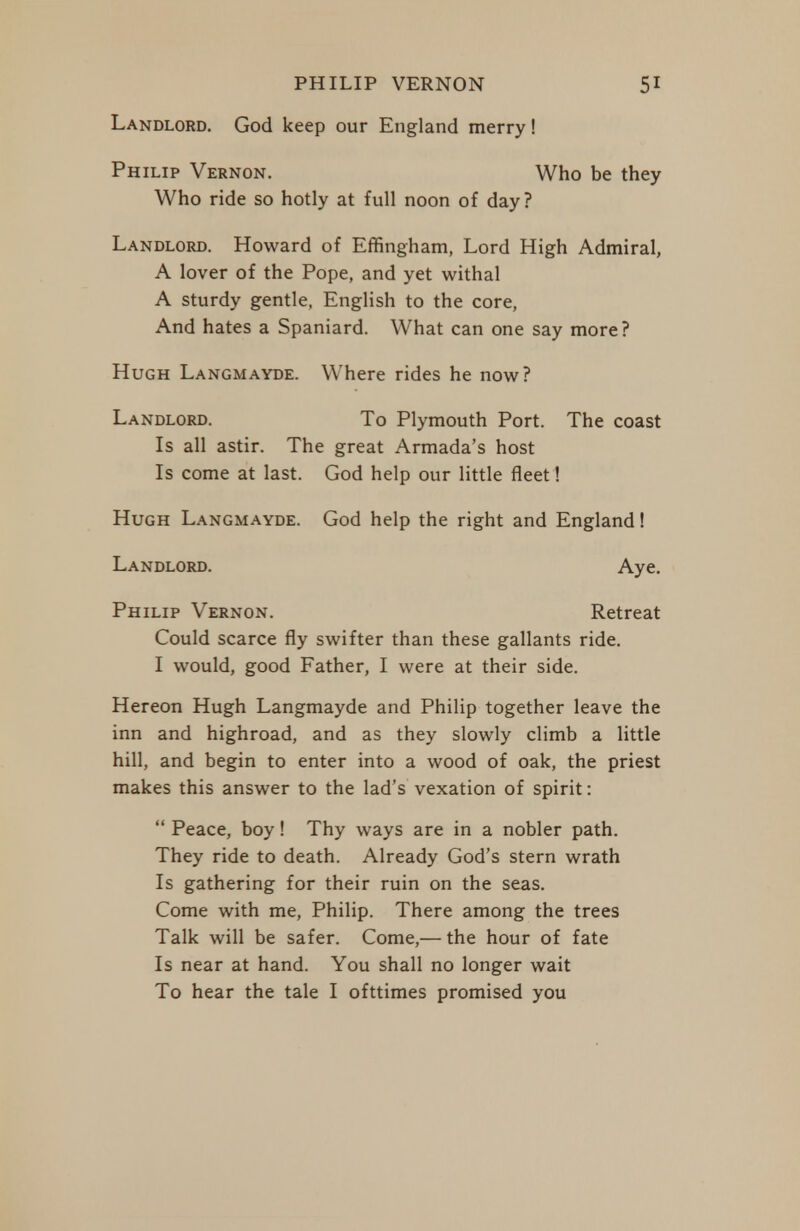 PHILIP VERNON 51
Landlord. God keep our England merry!
Philip Vernon. Who be they
Who ride so hotly at full noon of day?
Landlord. Howard of Effingham, Lord High Admiral,
A lover of the Pope, and yet withal
A sturdy gentle, English to the core,
And hates a Spaniard. What can one say more?
Hugh Langmayde. Where rides he now?
Landlord. To Plymouth Port. The coast
Is all astir. The great Armada's host
Is come at last. God help our little fleet!
Hugh Langmayde. God help the right and England!
Landlord. Aye.
Philip Vernon. Retreat
Could scarce fly swifter than these gallants ride.
I would, good Father, I were at their side.
Hereon Hugh Langmayde and Philip together leave the
inn and highroad, and as they slowly climb a little
hill, and begin to enter into a wood of oak, the priest
makes this answer to the lad's vexation of spirit:
" Peace, boy! Thy ways are in a nobler path.
They ride to death. Already God's stern wrath
Is gathering for their ruin on the seas.
Come with me, Philip. There among the trees
Talk will be safer. Come,— the hour of fate
Is near at hand. You shall no longer wait
To hear the tale I ofttimes promised you